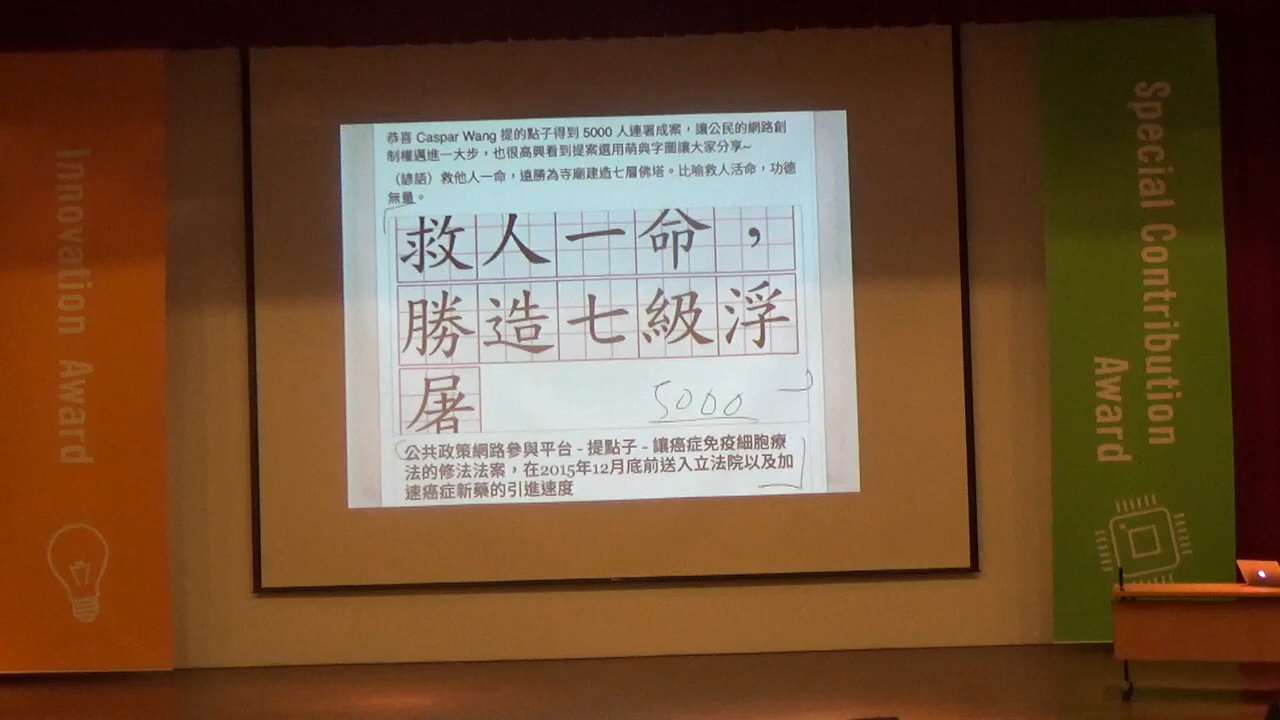 恭喜 Caspar Wang 提的點子得到 5000 人連署成案，讓公民的網路創
制權邁進一大步，也很高興看到提案選用萌典字圖讓大家分享~
（諺語）救他人一命，遠勝為寺廟建造七層佛塔。比喻救人活命，功德
無量。
救人一命，
勝造七級浮
屠
5000
公共政策網路參與平台 - 提點子 - 讓癌症免疫細胞療
法的修法法案，在2015年12月底前送入立法院以及加
速癌症新藥的引進速度
Innovation Award
Special Contribution
Award